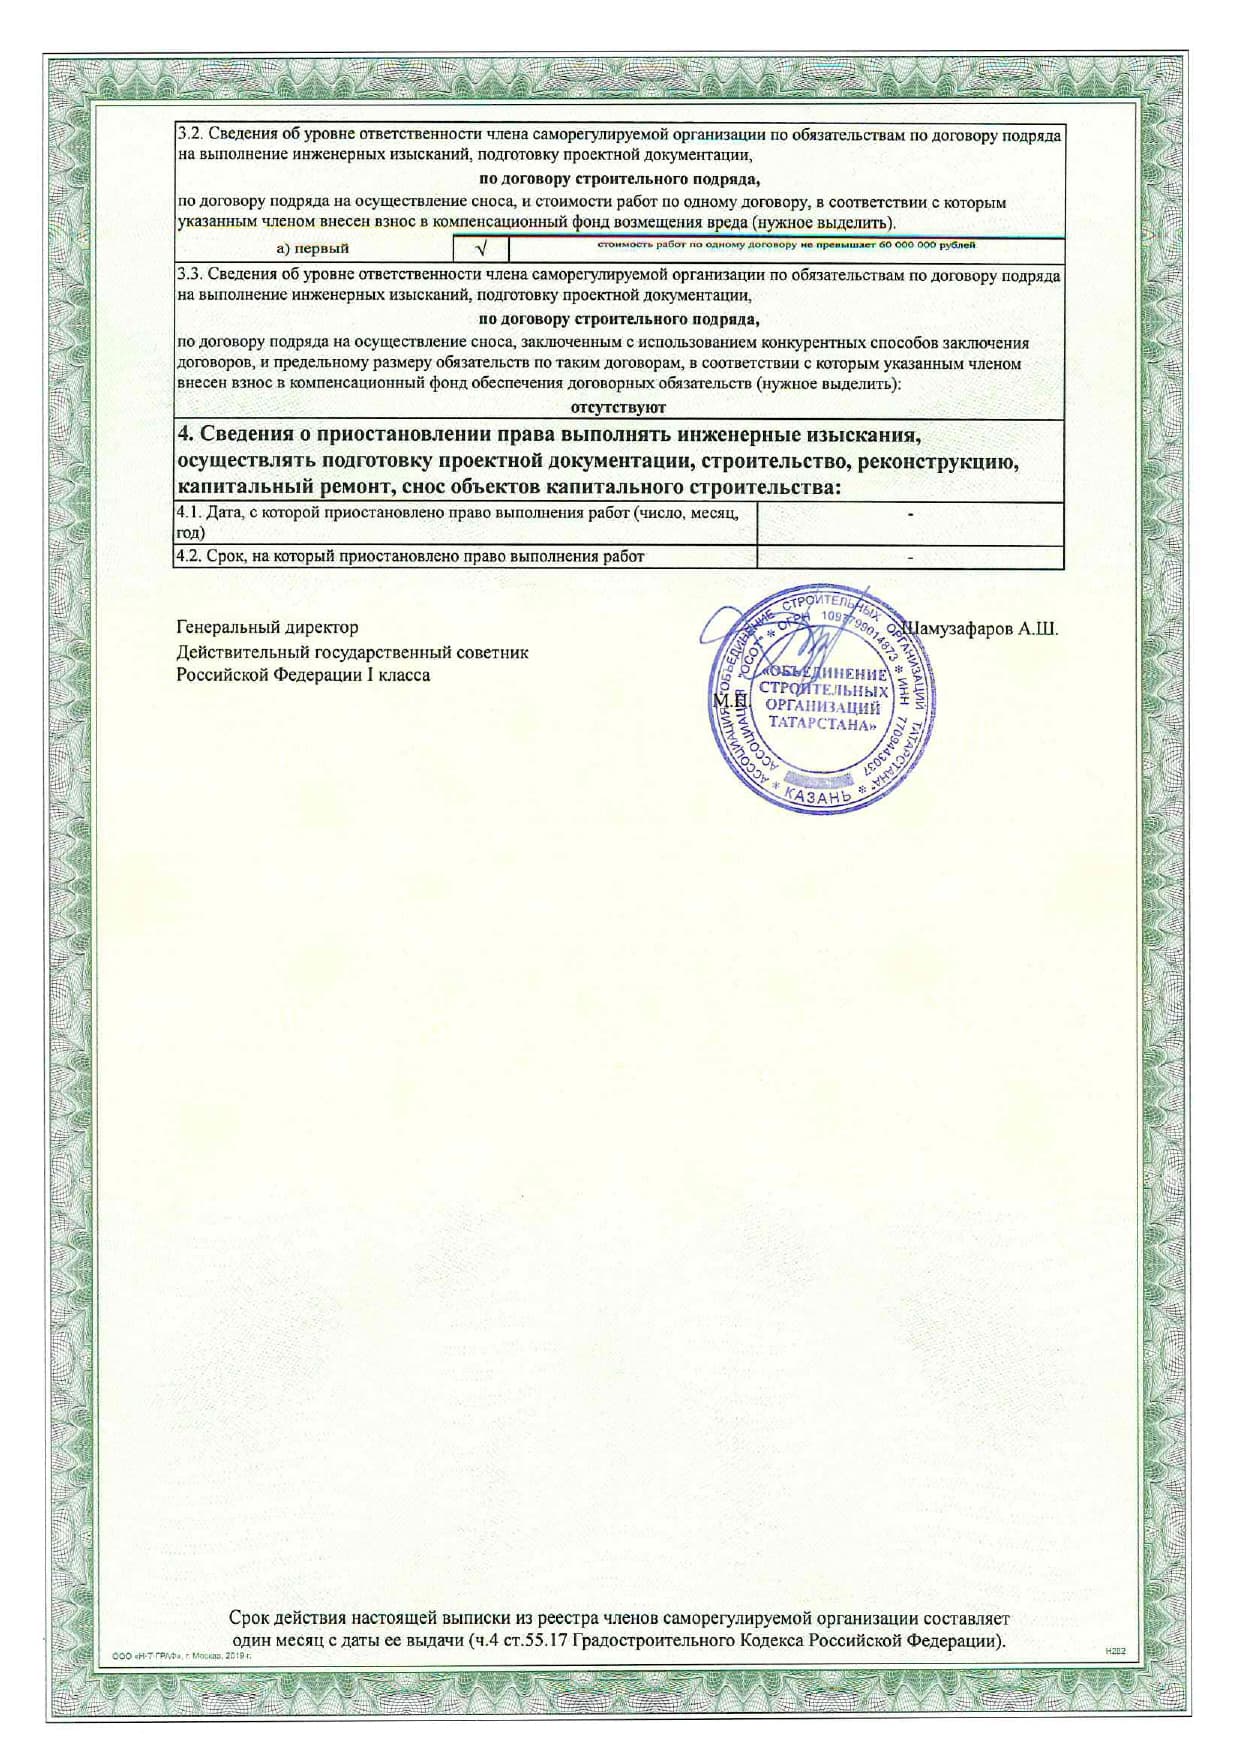 3.2. Сведения об уровне ответственности члена саморегулируемой организации по обязательствам по договору подряда
на выполнение инженерных изысканий, подготовку проектной документации,
по договору строительного подряда,
по договору подряда на осуществление сноса, и стоимости работ по одному договору, в соответствии с которым
указанным членом внесен взнос в компенсационный фонд возмещения вреда (нужное выделить).
а) первый √ стоимость работ по одному договору не превышает 60 000 000 рублей
3.3. Сведения об уровне ответственности члена саморегулируемой организации по обязательствам по договору подряда
на выполнение инженерных изысканий, подготовку проектной документации,
по договору строительного подряда,
по договору подряда на осуществление сноса, заключенным с использованием конкурентных способов заключения
договоров, и предельному размеру обязательств по таким договорам, в соответствии с которым указанным членом
внесен взнос в компенсационный фонд обеспечения договорных обязательств (нужное выделить):
отсутствуют
4. Сведения о приостановлении права выполнять инженерные изыскания,
осуществлять подготовку проектной документации, строительство, реконструкцию,
капитальный ремонт, снос объектов капитального строительства:
4.1. Дата, с которой приостановлено право выполнения работ (число, месяц, -
год)
4.2. Срок, на который приостановлено право выполнения работ -
Генеральный директор
Действительный государственный советник
Российской Федерации I класса
Шамузафаров А.Ш.
М.П.
АССОЦИАЦИЯ "ОБЪЕДИНЕНИЕ СТРОИТЕЛЬНЫХ ОРГАНИЗАЦИЙ ТАТАРСТАНА" * КАЗАНЬ *
АССОЦИАЦИЯ "ОСОТ" * ОГРН 1097799014873 * ИНН 7709443037
«ОБЪЕДИНЕНИЕ
СТРОИТЕЛЬНЫХ
ОРГАНИЗАЦИЙ
ТАТАРСТАНА»
Срок действия настоящей выписки из реестра членов саморегулируемой организации составляет
один месяц с даты ее выдачи (ч.4 ст.55.17 Градостроительного Кодекса Российской Федерации).
ООО «Н-Т-ГРАФ», г. Москва, 2019 г.
Н282